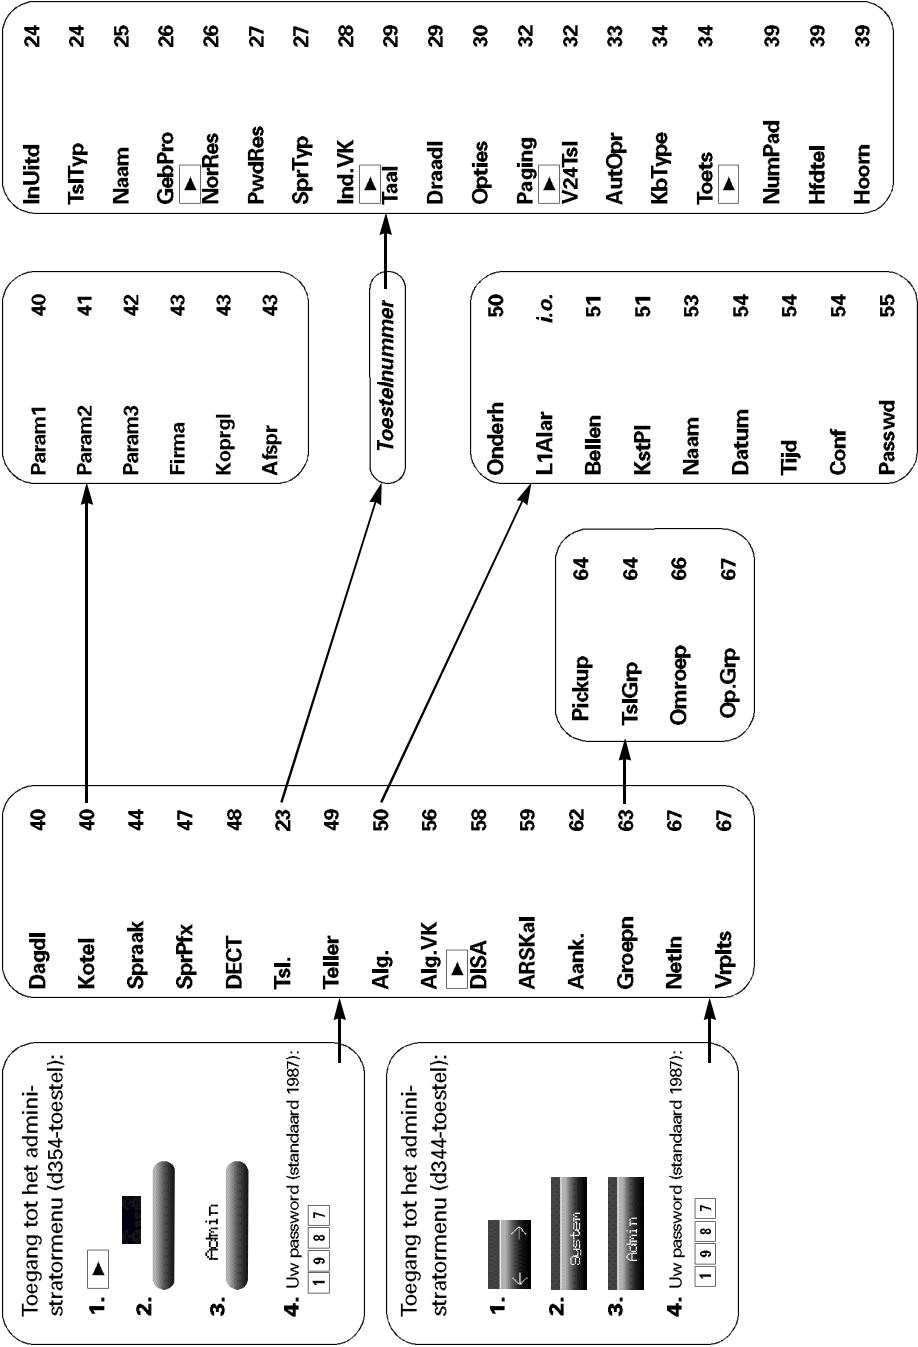 Toegang tot het admini-
stratormenu (d354-toestel):
1. ▶
2.
3. Admin
4. Uw password (standaard 1987):
1 9 8 7
Toegang tot het admini-
stratormenu (d344-toestel):
1. ← →
2. System
3. Admin
4. Uw password (standaard 1987):
1 9 8 7
Dagdl 40
Kotel 40
Spraak 44
SprPfx 47
DECT 48
Tsl. 23
Teller 49
Alg. 50
Alg.VK 56
▶
DISA 58
ARSKal 59
Aank. 62
Groepn 63
Netln 67
Vrplts 67
Param1 40
Param2 41
Param3 42
Firma 43
Koprgl 43
Afspr 43
Toestelnummer
Onderh 50
L1Alar i.o.
Bellen 51
KstPl 51
Naam 53
Datum 54
Tijd 54
Conf 54
Passwd 55
Pickup 64
TslGrp 64
Omroep 66
Op.Grp 67
InUitd 24
TslTyp 24
Naam 25
GebPro 26
▶
NorRes 26
PwdRes 27
SprTyp 27
Ind.VK 28
▶
Taal 29
Draadl 29
Opties 30
Paging 32
▶
V24Tsl 32
AutOpr 33
KbType 34
Toets 34
▶
NumPad 39
Hfdtel 39
Hoorn 39